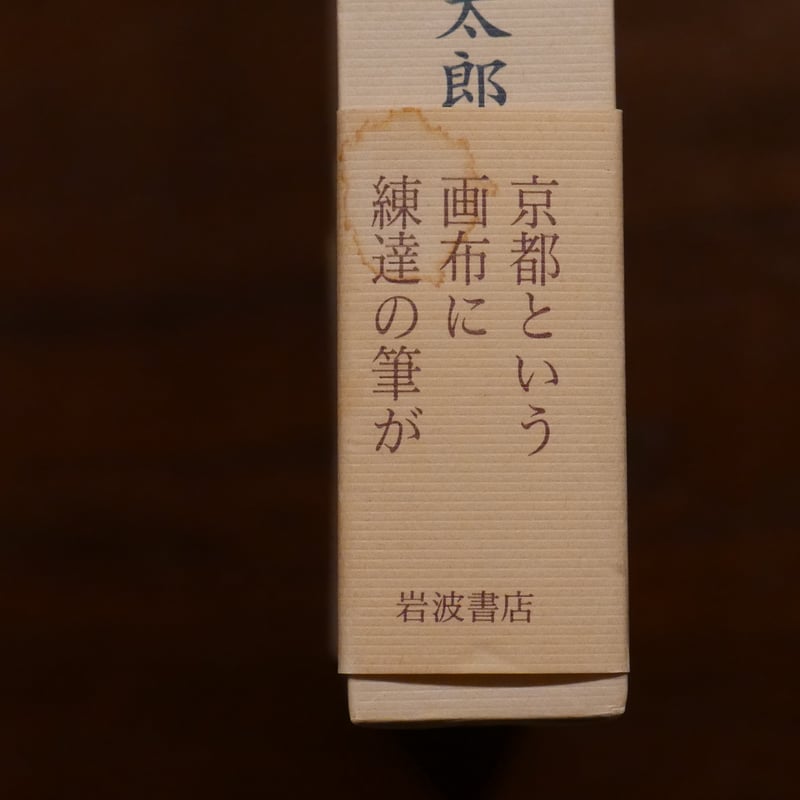 太郎
京都という
画布に
練達の筆が
岩波書店